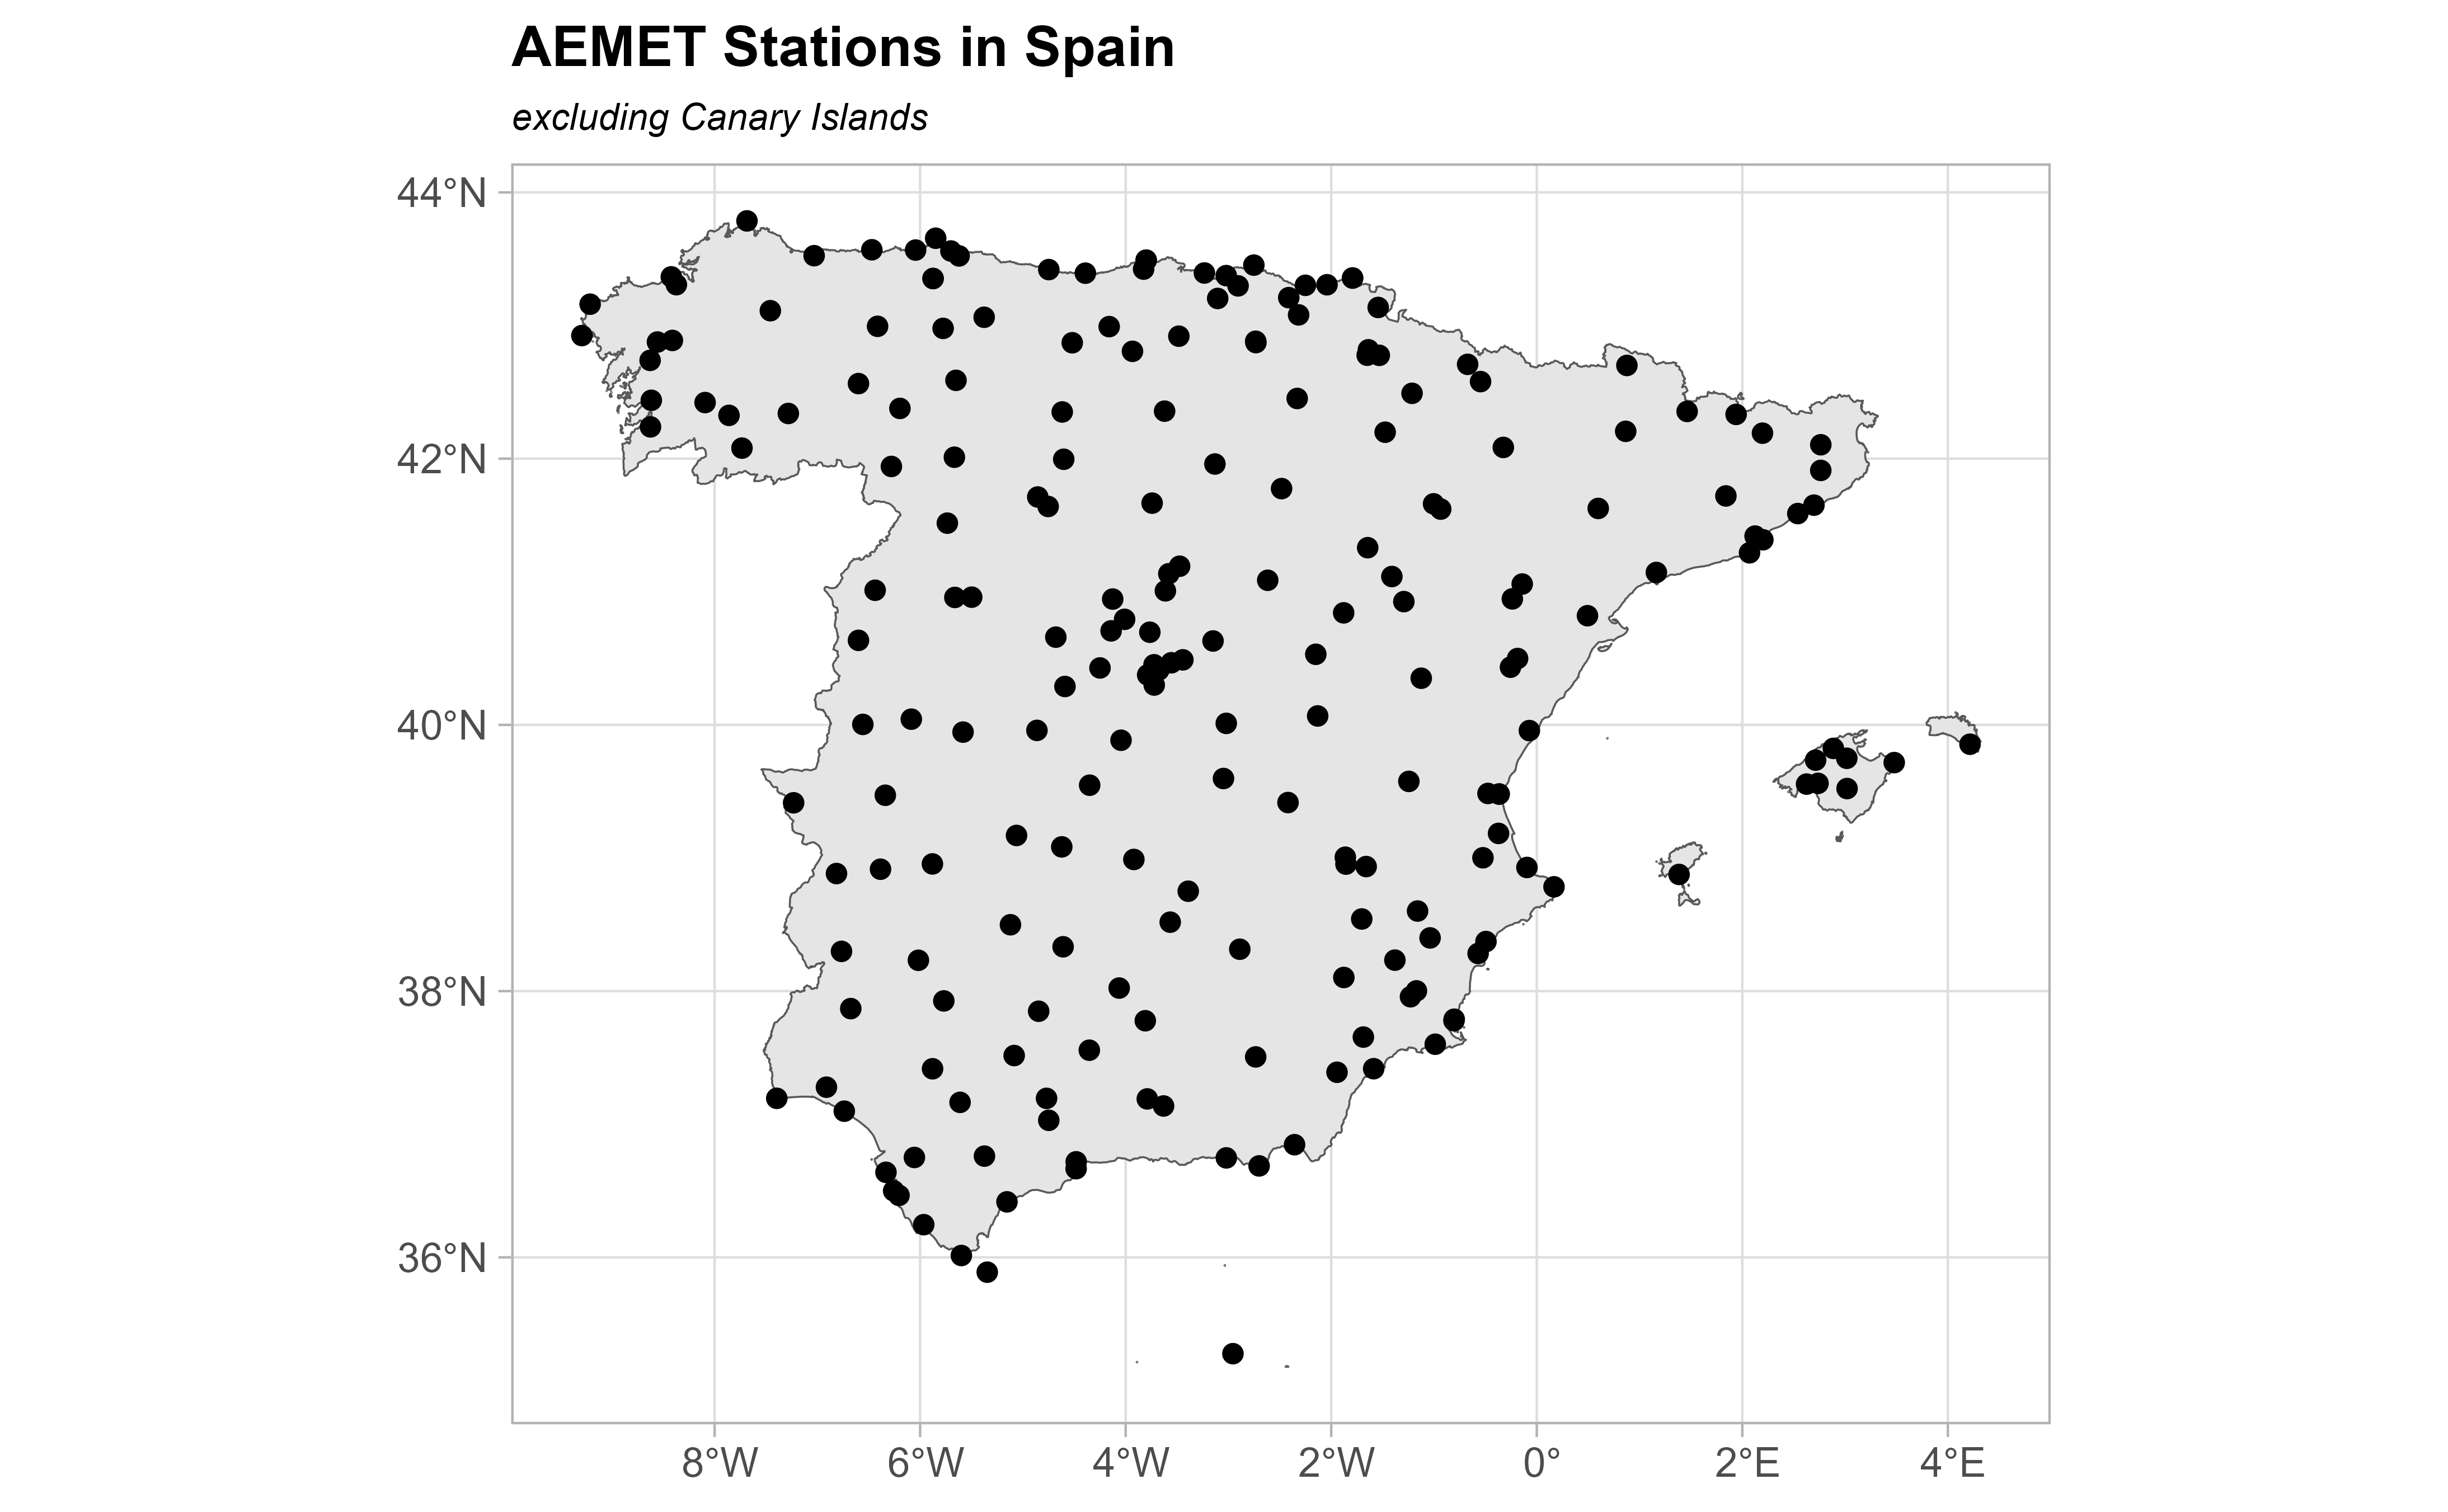 AEMET Stations in Spain
excluding Canary Islands
44°N
42°N
40°N
38°N
36°N
8°W 6°W 4°W 2°W 0° 2°E 4°E